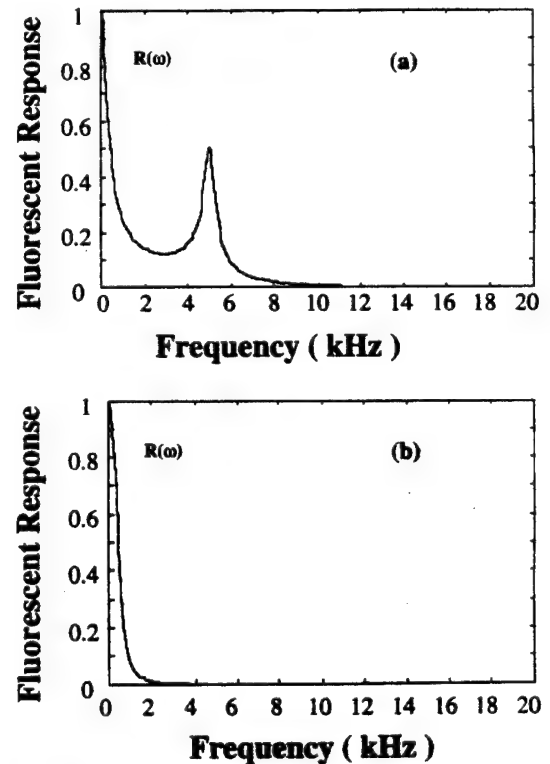 Fluorescent Response
1
0.8
0.6
0.4
0.2
0
R(ω)
(a)
0 2 4 6 8 10 12 14 16 18 20
Frequency ( kHz )
Fluorescent Response
1
0.8
0.6
0.4
0.2
0
R(ω)
(b)
0 2 4 6 8 10 12 14 16 18 20
Frequency ( kHz )